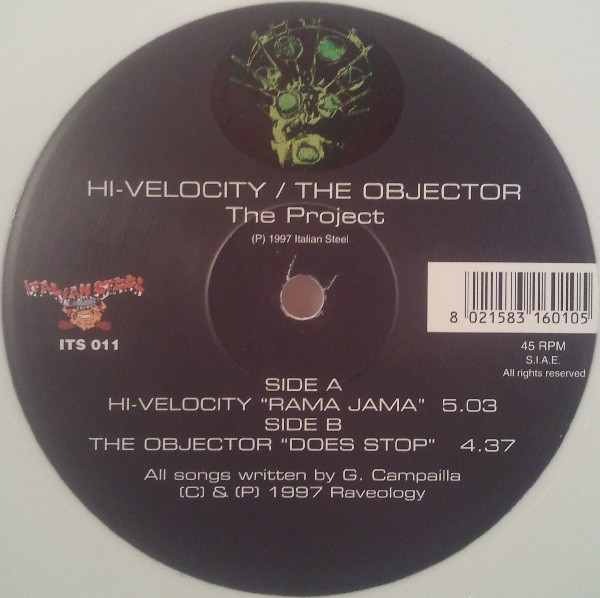 HI-VELOCITY / THE OBJECTOR
The Project
(P) 1997 Italian Steel
ITALIAN STEEL
ITS 011
8 021583 160105
45 RPM
S.I.A.E.
All rights reserved
SIDE A
HI-VELOCITY “RAMA JAMA” 5.03
SIDE B
THE OBJECTOR “DOES STOP” 4.37
All songs written by G. Campailla
(C) & (P) 1997 Raveology